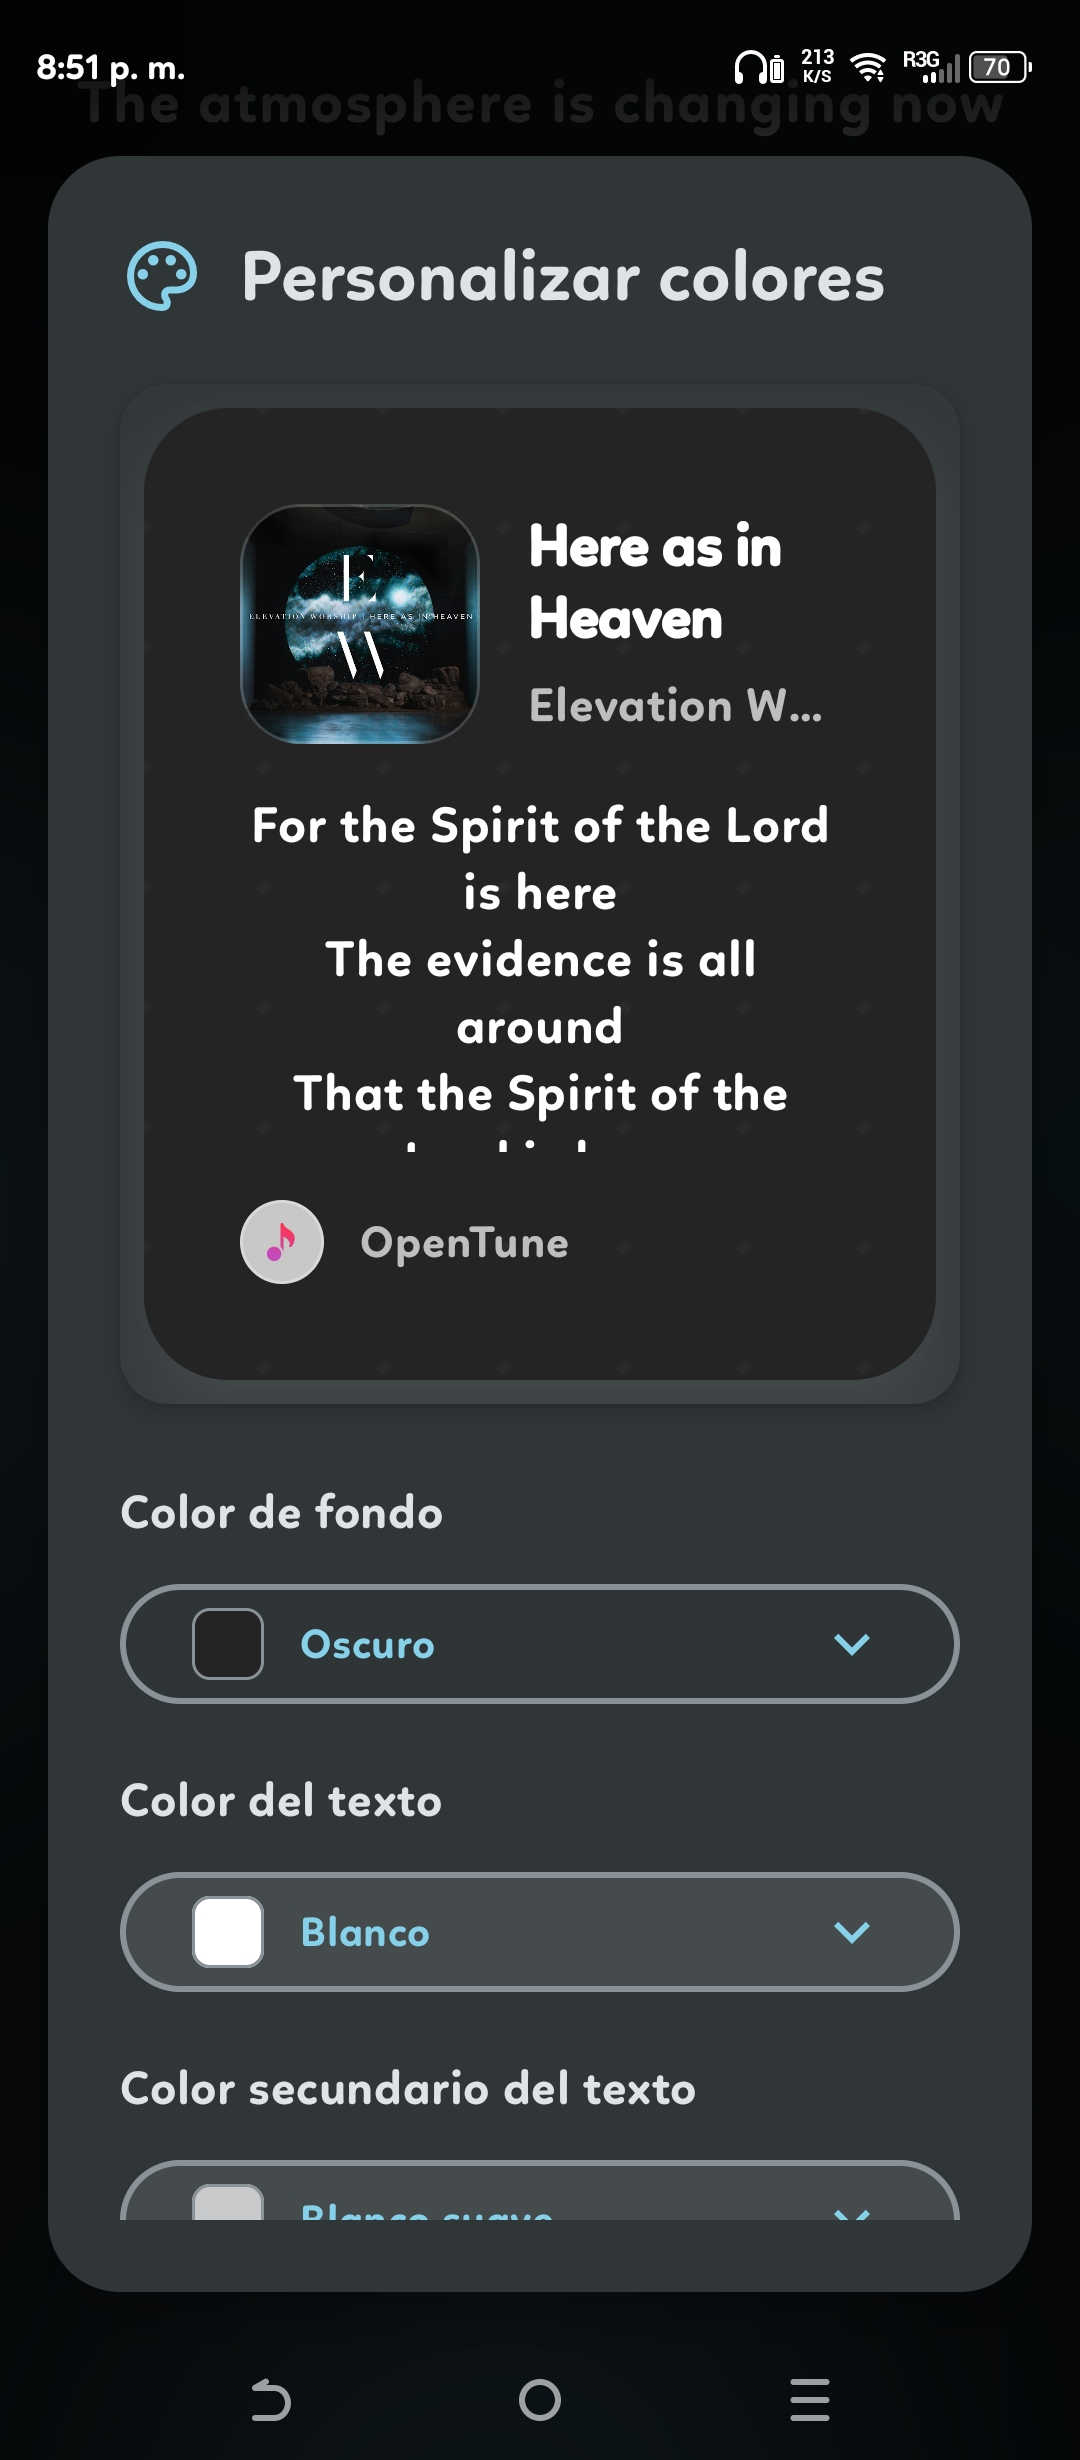 8:51 p. m.
213
K/S
R3G
70
The atmosphere is changing now
Personalizar colores
E
ELEVATION WORSHIP | HERE AS IN HEAVEN
W
Here as in
Heaven
Elevation W...
For the Spirit of the Lord
is here
The evidence is all
around
That the Spirit of the
OpenTune
Color de fondo
Oscuro
Color del texto
Blanco
Color secundario del texto
Blanco suave